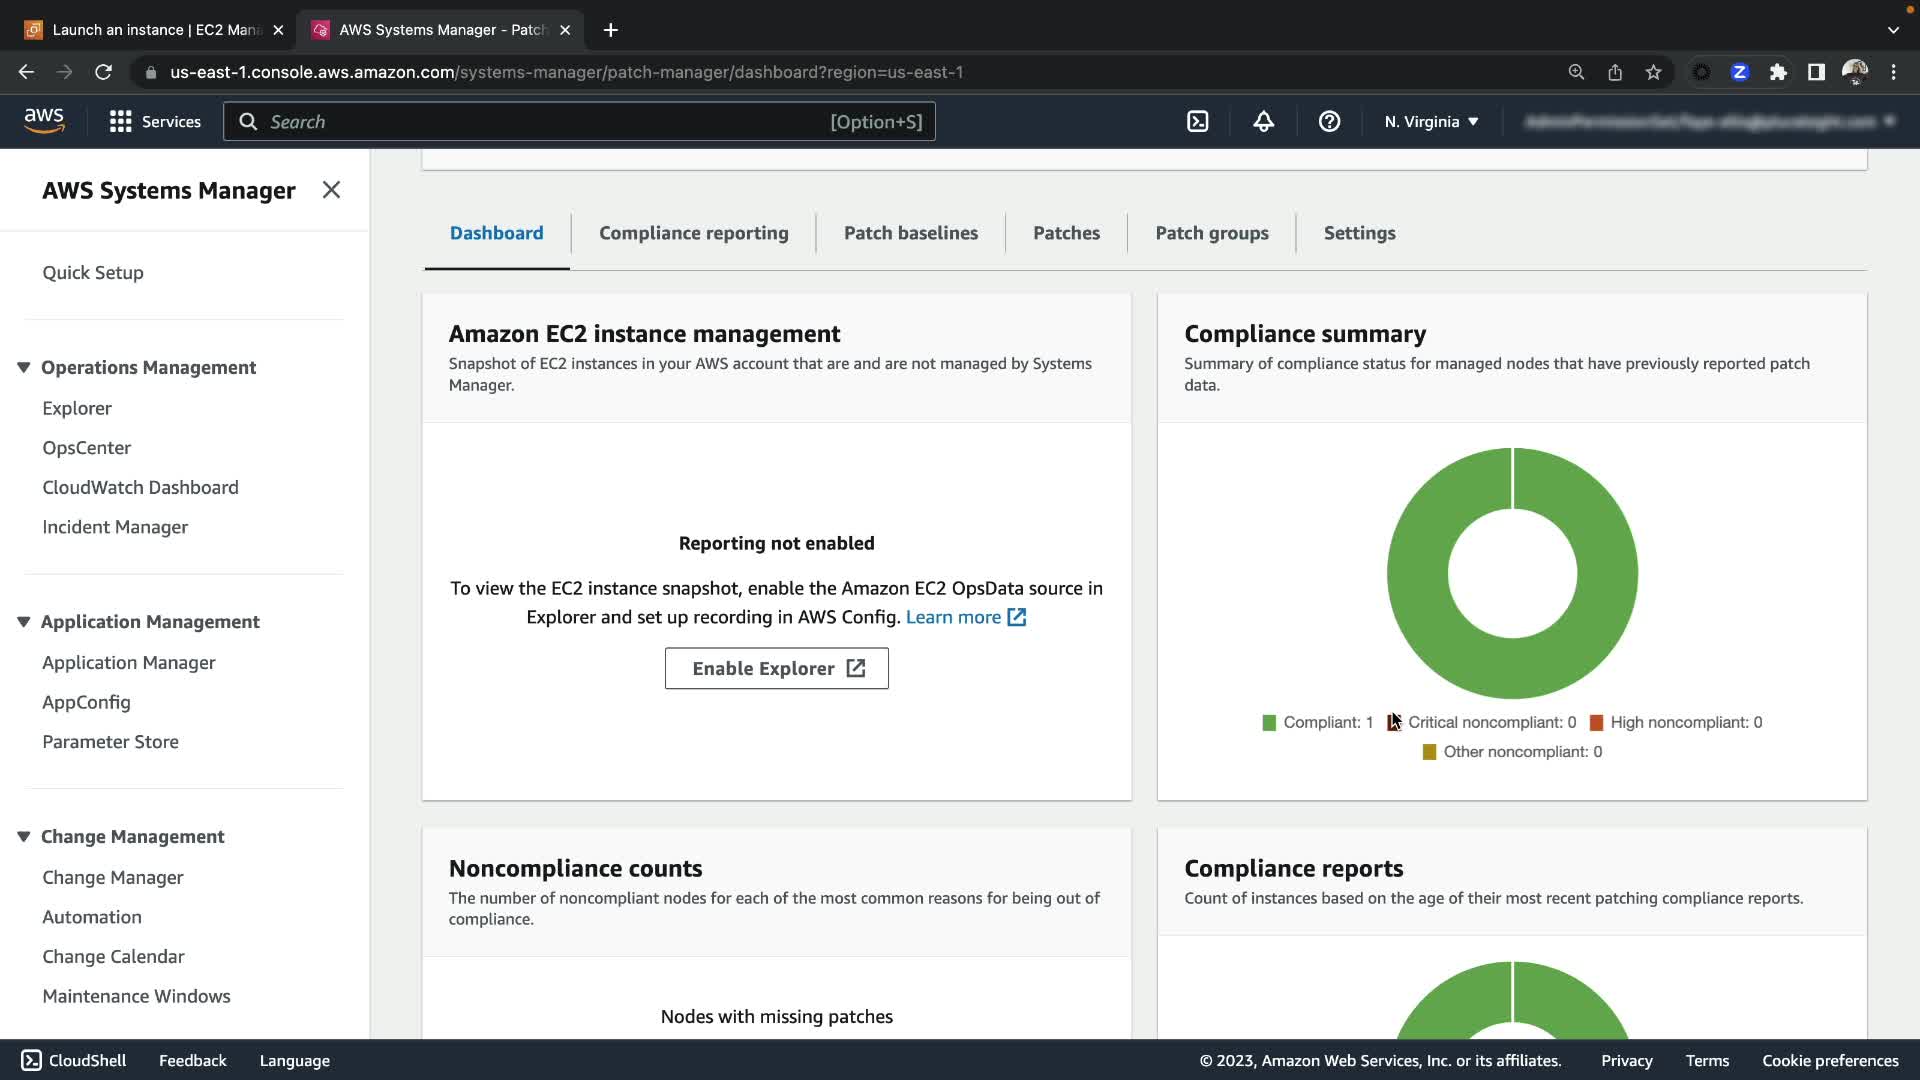 Launch an instance | EC2 Mana
AWS Systems Manager - Patch
us-east-1.console.aws.amazon.com/systems-manager/patch-manager/dashboard?region=us-east-1
Z
aws
Services
Search
[Option+S]
N. Virginia
AWS Systems Manager
Quick Setup
Operations Management
Explorer
OpsCenter
CloudWatch Dashboard
Incident Manager
Application Management
Application Manager
AppConfig
Parameter Store
Change Management
Change Manager
Automation
Change Calendar
Maintenance Windows
Dashboard
Compliance reporting
Patch baselines
Patches
Patch groups
Settings
Amazon EC2 instance management
Snapshot of EC2 instances in your AWS account that are and are not managed by Systems
Manager.
Reporting not enabled
To view the EC2 instance snapshot, enable the Amazon EC2 OpsData source in
Explorer and set up recording in AWS Config. Learn more
Enable Explorer
Compliance summary
Summary of compliance status for managed nodes that have previously reported patch
data.
Compliant: 1
Critical noncompliant: 0
High noncompliant: 0
Other noncompliant: 0
Noncompliance counts
The number of noncompliant nodes for each of the most common reasons for being out of
compliance.
Nodes with missing patches
Compliance reports
Count of instances based on the age of their most recent patching compliance reports.
CloudShell
Feedback
Language
© 2023, Amazon Web Services, Inc. or its affiliates.
Privacy
Terms
Cookie preferences